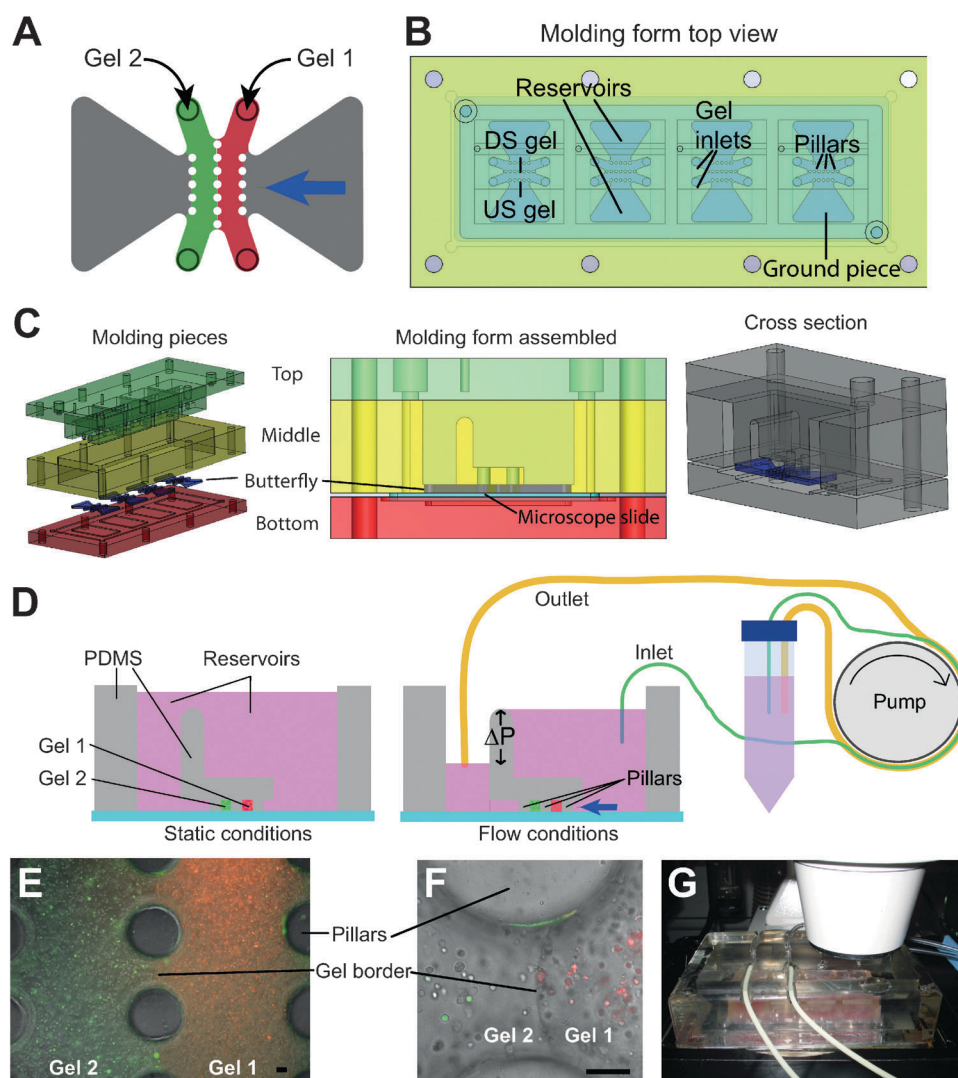 A
Gel 2
Gel 1
B
Molding form top view
Reservoirs
Gel
inlets
DS gel
Pillars
US gel
Ground piece
C
Molding pieces
Molding form assembled
Cross section
Top
Middle
Butterfly
Microscope slide
Bottom
D
Outlet
PDMS
Reservoirs
Inlet
Pump
ΔP
Gel 1
Gel 2
Pillars
Static conditions
Flow conditions
E
F
G
Pillars
Gel border
Gel 2
Gel 1
Gel 2
Gel 1